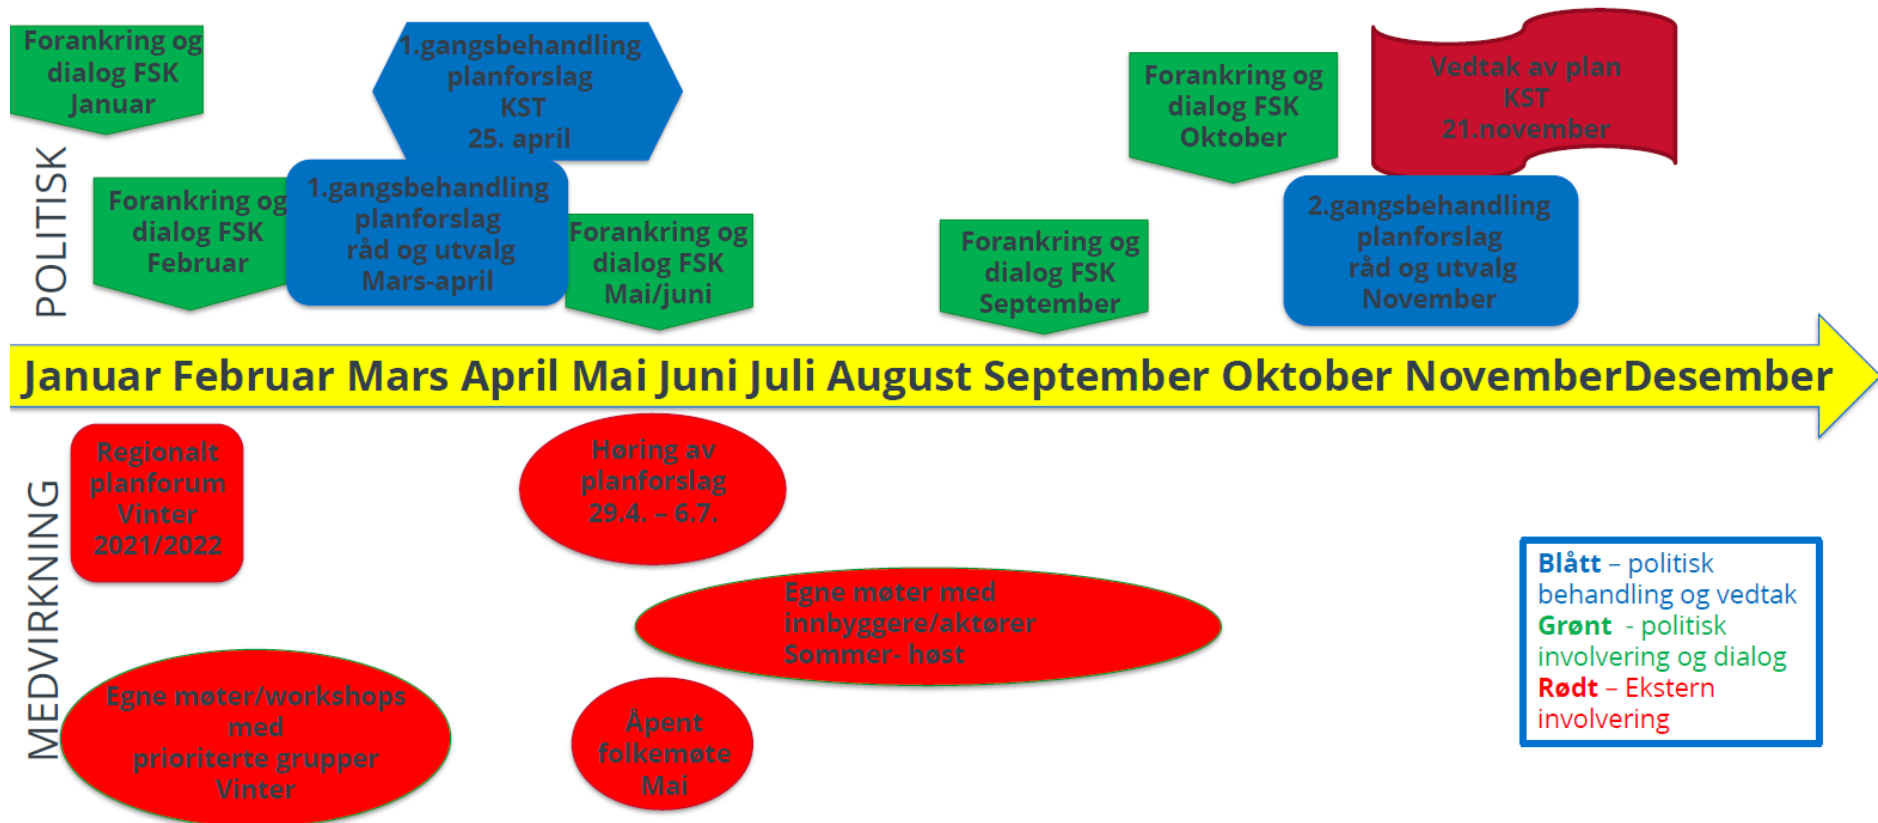 Forankring og
dialog FSK
Januar
1.gangsbehandling
planforslag
KST
25. april
Forankring og
dialog FSK
Oktober
Vedtak av plan
KST
21.november
POLITISK
Forankring og
dialog FSK
Februar
1.gangsbehandling
planforslag
råd og utvalg
Mars-april
Forankring og
dialog FSK
Mai/juni
Forankring og
dialog FSK
September
2.gangsbehandling
planforslag
råd og utvalg
November
Januar Februar Mars April Mai Juni Juli August September Oktober NovemberDesember
MEDVIRKNING
Regionalt
planforum
Vinter
2021/2022
Høring av
planforslag
29.4. – 6.7.
Egne møter med
innbyggere/aktører
Sommer- høst
Egne møter/workshops
med
prioriterte grupper
Vinter
Åpent
folkemøte
Mai
Blått – politisk
behandling og vedtak
Grønt - politisk
involvering og dialog
Rødt – Ekstern
involvering